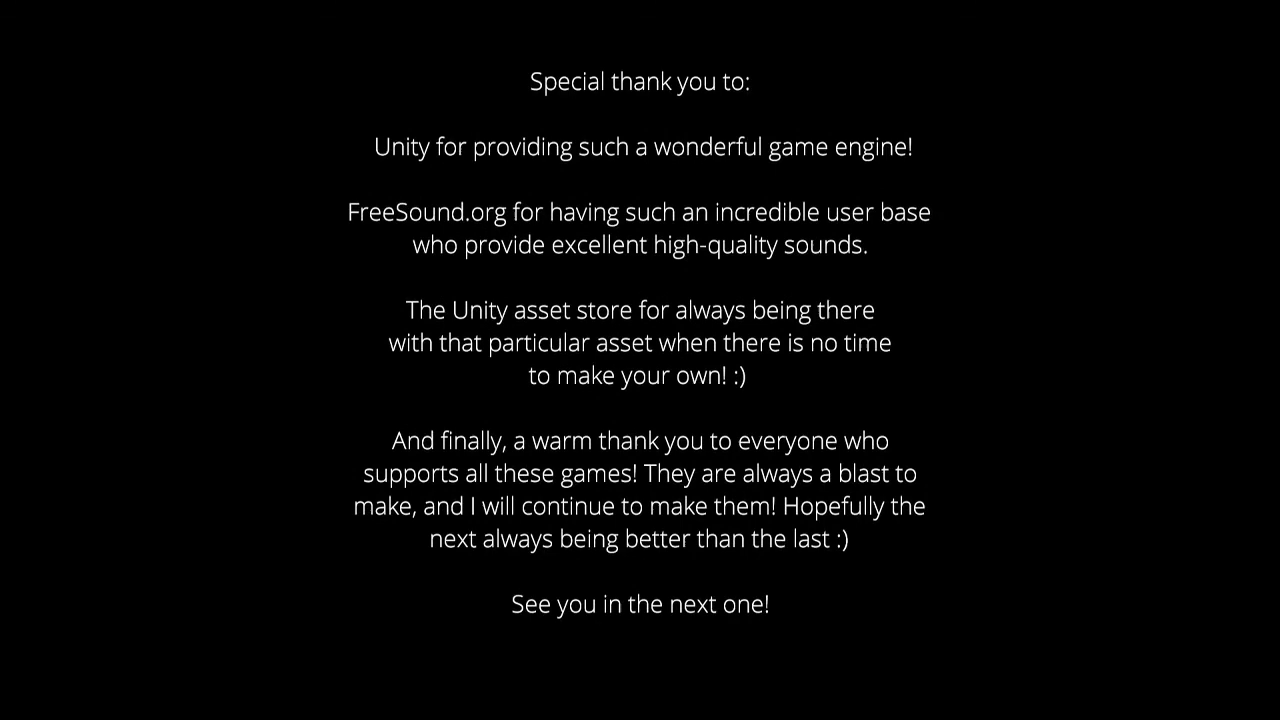 Special thank you to:
Unity for providing such a wonderful game engine!
FreeSound.org for having such an incredible user base
who provide excellent high-quality sounds.
The Unity asset store for always being there
with that particular asset when there is no time
to make your own! :)
And finally, a warm thank you to everyone who
supports all these games! They are always a blast to
make, and I will continue to make them! Hopefully the
next always being better than the last :)
See you in the next one!